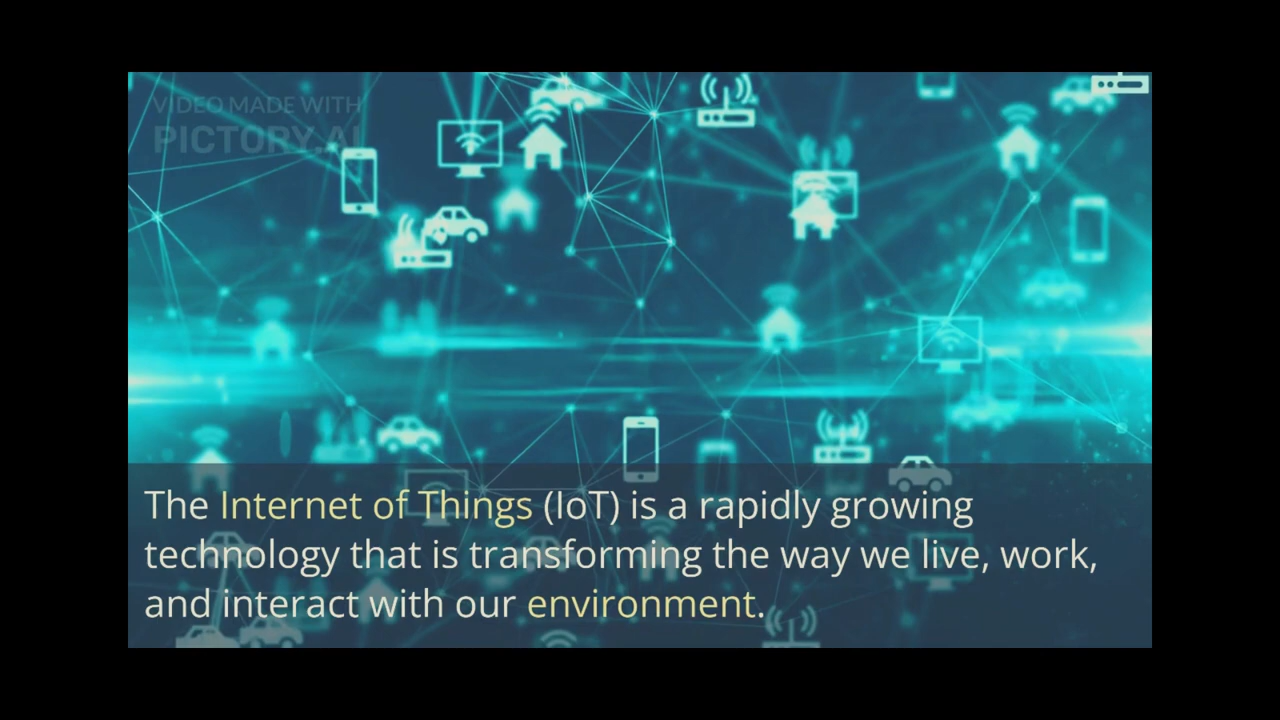 VIDEO MADE WITH
PICTORY.AI
The Internet of Things (IoT) is a rapidly growing
technology that is transforming the way we live, work,
and interact with our environment.